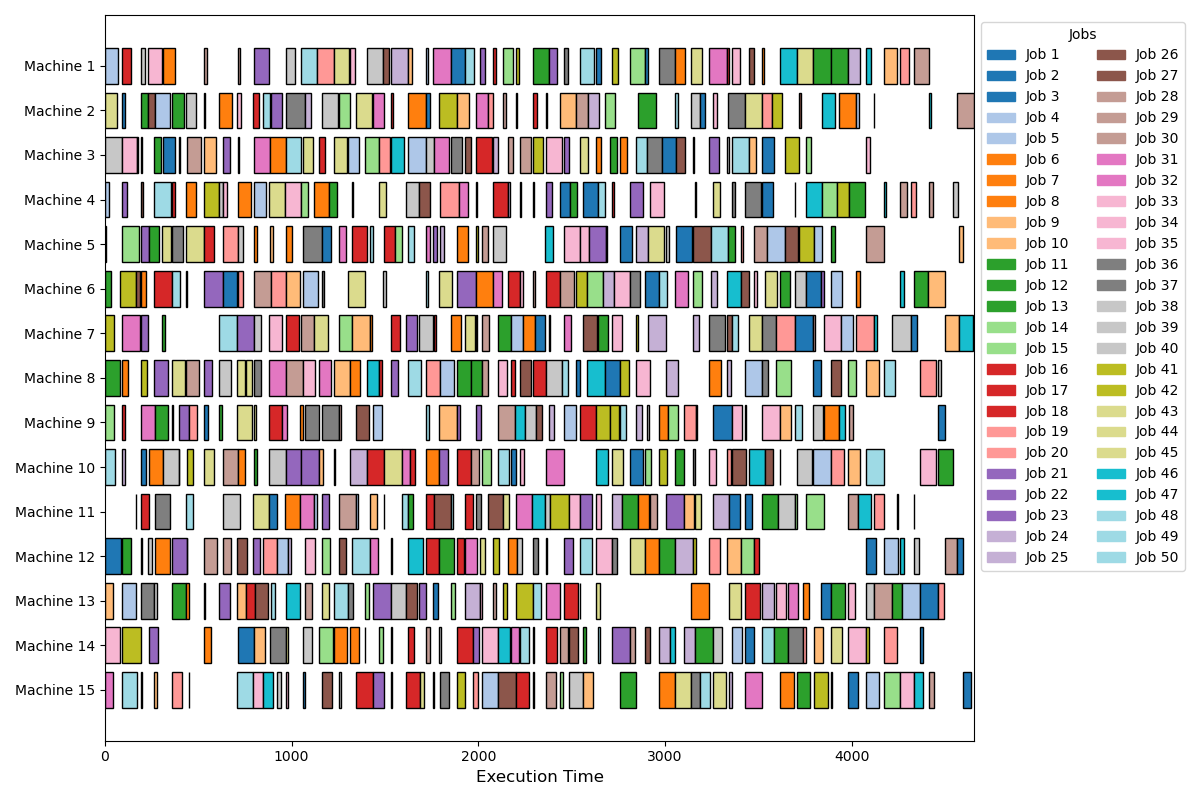 Machine 1
Machine 2
Machine 3
Machine 4
Machine 5
Machine 6
Machine 7
Machine 8
Machine 9
Machine 10
Machine 11
Machine 12
Machine 13
Machine 14
Machine 15
0 1000 2000 3000 4000
Execution Time
Jobs
Job 1
Job 2
Job 3
Job 4
Job 5
Job 6
Job 7
Job 8
Job 9
Job 10
Job 11
Job 12
Job 13
Job 14
Job 15
Job 16
Job 17
Job 18
Job 19
Job 20
Job 21
Job 22
Job 23
Job 24
Job 25
Job 26
Job 27
Job 28
Job 29
Job 30
Job 31
Job 32
Job 33
Job 34
Job 35
Job 36
Job 37
Job 38
Job 39
Job 40
Job 41
Job 42
Job 43
Job 44
Job 45
Job 46
Job 47
Job 48
Job 49
Job 50